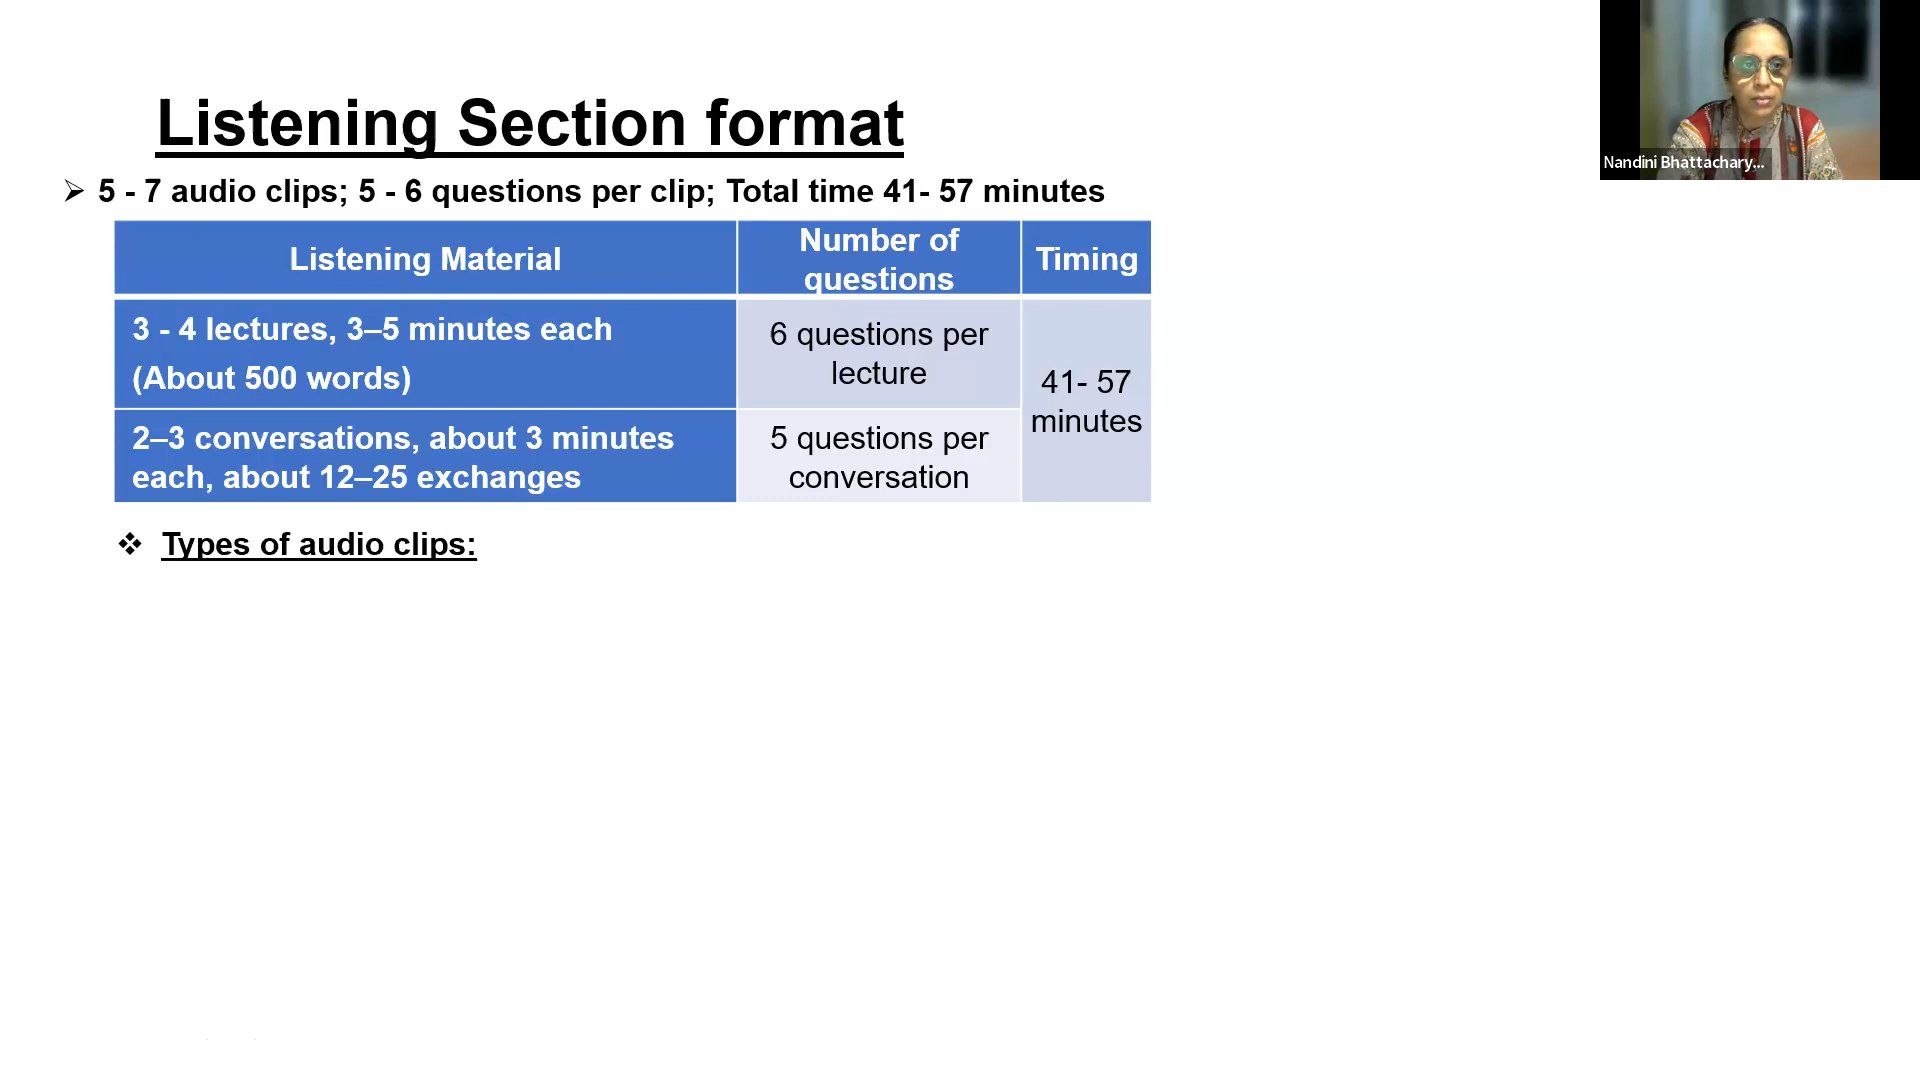 Listening Section format
➢ 5 - 7 audio clips; 5 - 6 questions per clip; Total time 41- 57 minutes
Listening Material
Number of
questions
Timing
3 - 4 lectures, 3–5 minutes each
(About 500 words)
6 questions per
lecture
41- 57
minutes
2–3 conversations, about 3 minutes
each, about 12–25 exchanges
5 questions per
conversation
❖ Types of audio clips:
Nandini Bhattachary...